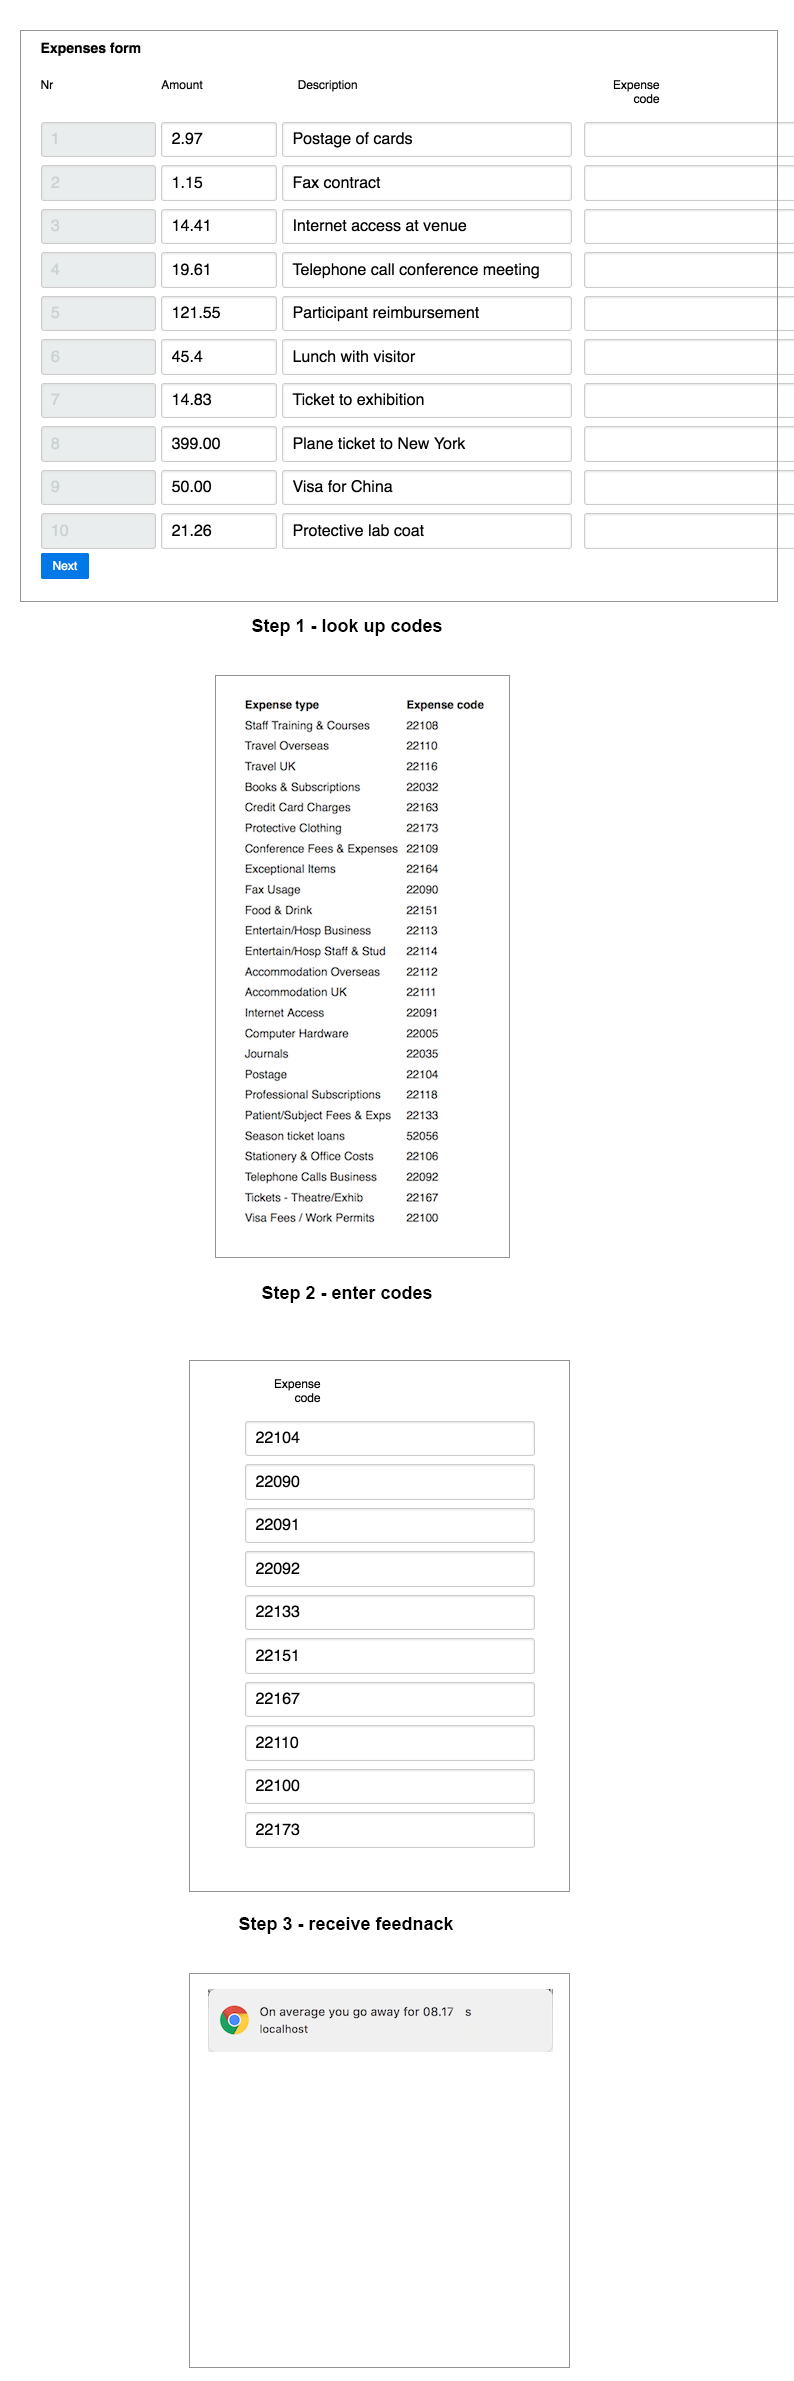 Expenses form
Nr Amount Description Expense code
1 2.97 Postage of cards
2 1.15 Fax contract
3 14.41 Internet access at venue
4 19.61 Telephone call conference meeting
5 121.55 Participant reimbursement
6 45.4 Lunch with visitor
7 14.83 Ticket to exhibition
8 399.00 Plane ticket to New York
9 50.00 Visa for China
10 21.26 Protective lab coat
Next
Step 1 - look up codes
Expense type Expense code
Staff Training & Courses 22108
Travel Overseas 22110
Travel UK 22116
Books & Subscriptions 22032
Credit Card Charges 22163
Protective Clothing 22173
Conference Fees & Expenses 22109
Exceptional Items 22164
Fax Usage 22090
Food & Drink 22151
Entertain/Hosp Business 22113
Entertain/Hosp Staff & Stud 22114
Accommodation Overseas 22112
Accommodation UK 22111
Internet Access 22091
Computer Hardware 22005
Journals 22035
Postage 22104
Professional Subscriptions 22118
Patient/Subject Fees & Exps 22133
Season ticket loans 52056
Stationery & Office Costs 22106
Telephone Calls Business 22092
Tickets - Theatre/Exhib 22167
Visa Fees / Work Permits 22100
Step 2 - enter codes
Expense
code
22104
22090
22091
22092
22133
22151
22167
22110
22100
22173
Step 3 - receive feednack
On average you go away for 08.17 s
localhost